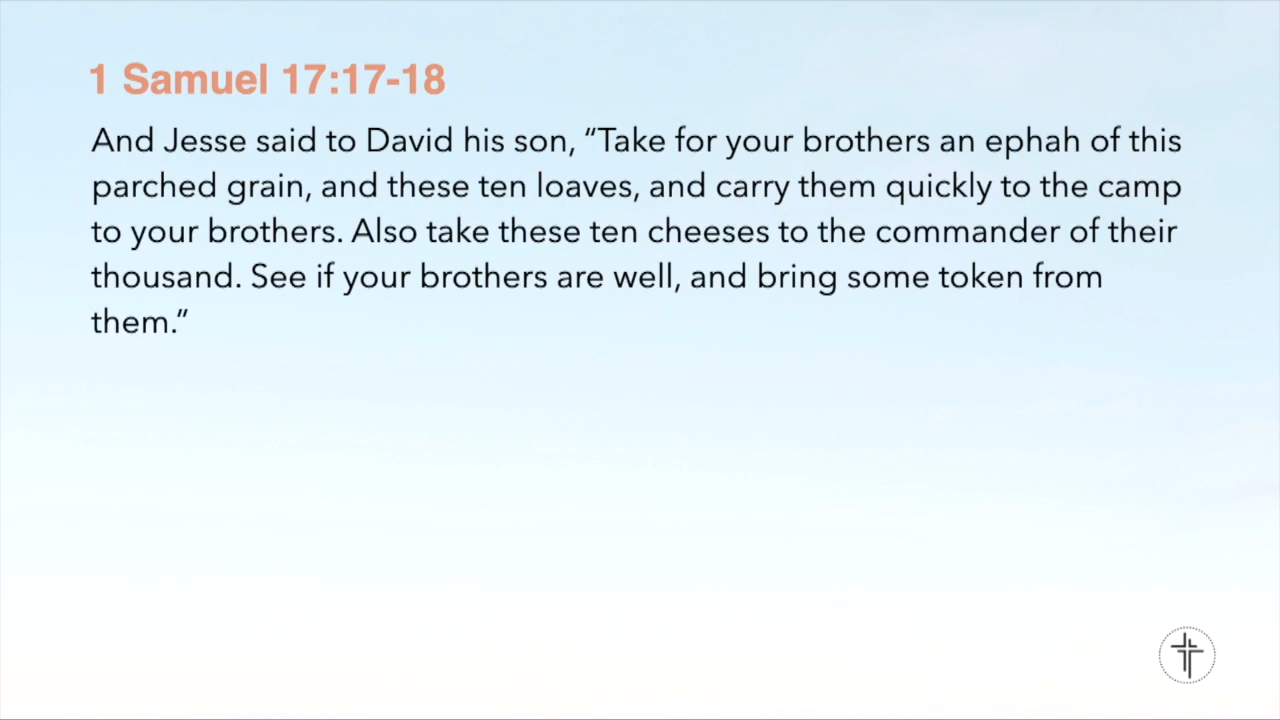 1 Samuel 17:17-18
And Jesse said to David his son, “Take for your brothers an ephah of this
parched grain, and these ten loaves, and carry them quickly to the camp
to your brothers. Also take these ten cheeses to the commander of their
thousand. See if your brothers are well, and bring some token from
them.”